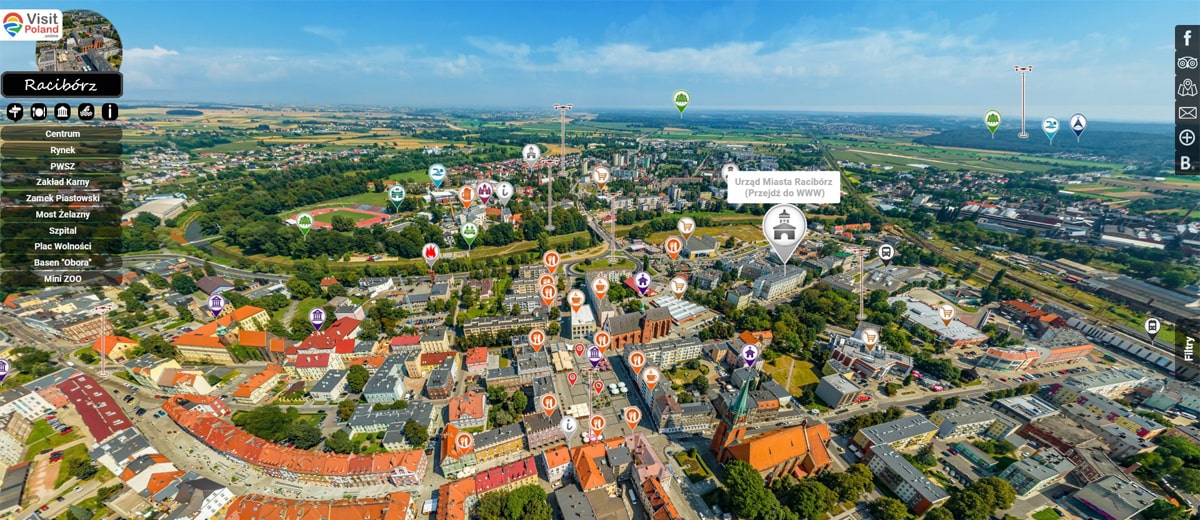 Visit
Poland
.online
Racibórz
Centrum
Rynek
PWSZ
Zakład Karny
Zamek Piastowski
Most Żelazny
Szpital
Plac Wolności
Basen "Obora"
Mini ZOO
Urząd Miasta Racibórz
(Przejdź do WWW)
f
B
Filtry